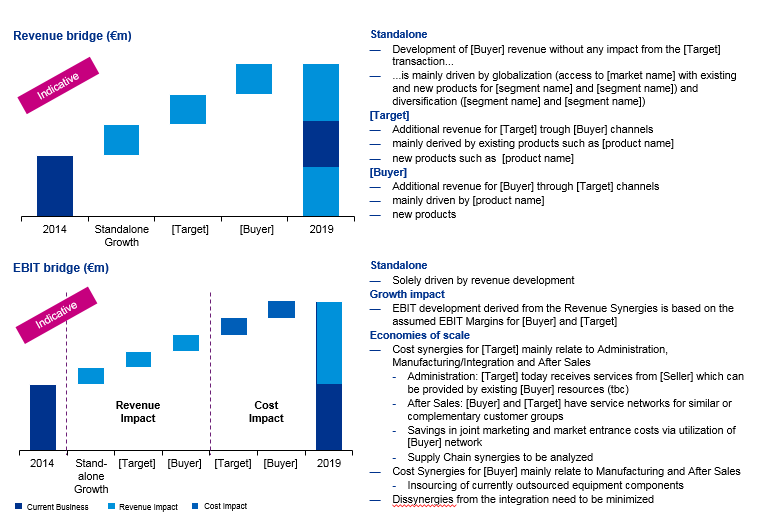 Revenue bridge (€m)
Indicative
2014
Standalone
Growth
[Target]
[Buyer]
2019
Standalone
— Development of [Buyer] revenue without any impact from the [Target]
transaction...
— ...is mainly driven by globalization (access to [market name] with existing
and new products for [segment name] and [segment name]) and
diversification ([segment name] and [segment name])
[Target]
— Additional revenue for [Target] trough [Buyer] channels
— mainly derived by existing products such as [product name]
— new products such as [product name]
[Buyer]
— Additional revenue for [Buyer] through [Target] channels
— mainly driven by [product name]
— new products
EBIT bridge (€m)
Indicative
Revenue
Impact
Cost
Impact
2014
Stand-
alone
Growth
[Target]
[Buyer]
[Target]
[Buyer]
2019
Current Business
Revenue Impact
Cost Impact
Standalone
— Solely driven by revenue development
Growth impact
— EBIT development derived from the Revenue Synergies is based on the
assumed EBIT Margins for [Buyer] and [Target]
Economies of scale
— Cost synergies for [Target] mainly relate to Administration,
Manufacturing/Integration and After Sales
- Administration: [Target] today receives services from [Seller] which can
be provided by existing [Buyer] resources (tbc)
- After Sales: [Buyer] and [Target] have service networks for similar or
complementary customer groups
- Savings in joint marketing and market entrance costs via utilization of
[Buyer] network
- Supply Chain synergies to be analyzed
— Cost Synergies for [Buyer] mainly relate to Manufacturing and After Sales
- Insourcing of currently outsourced equipment components
— Dissynergies from the integration need to be minimized